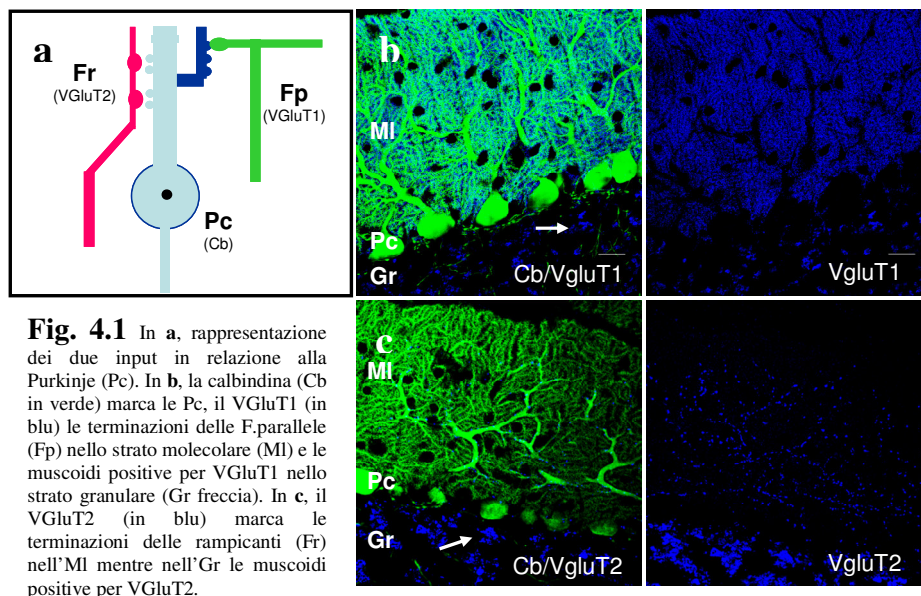 a
Fr
(VGluT2)
Fp
(VGluT1)
Pc
(Cb)
b
Ml
Pc
Gr
Cb/VgluT1
VgluT1
Fig. 4.1 In a, rappresentazione
dei due input in relazione alla
Purkinje (Pc). In b, la calbindina (Cb
in verde) marca le Pc, il VGluT1 (in
blu) le terminazioni delle F.parallele
(Fp) nello strato molecolare (Ml) e le
muscoidi positive per VGluT1 nello
strato granulare (Gr freccia). In c, il
VGluT2 (in blu) marca le
terminazioni delle rampicanti (Fr)
nell'Ml mentre nell'Gr le muscoidi
positive per VGluT2.
c
Ml
Pc
Gr
Cb/VgluT2
VgluT2